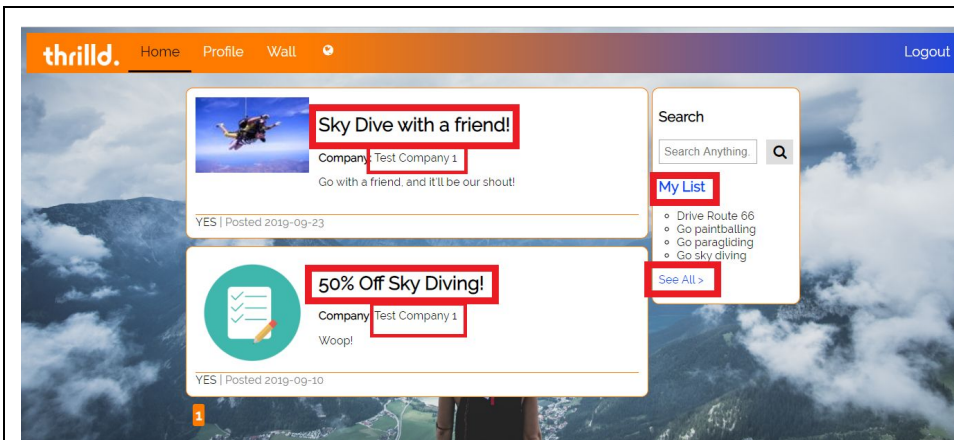 thrilld. Home Profile Wall Logout
Sky Dive with a friend!
Company: Test Company 1
Go with a friend, and it'll be our shout!
YES | Posted 2019-09-23
50% Off Sky Diving!
Company: Test Company 1
Woop!
YES | Posted 2019-09-10
1
Search
Search Anything.
My List
Drive Route 66
Go paintballing
Go paragliding
Go sky diving
See All >